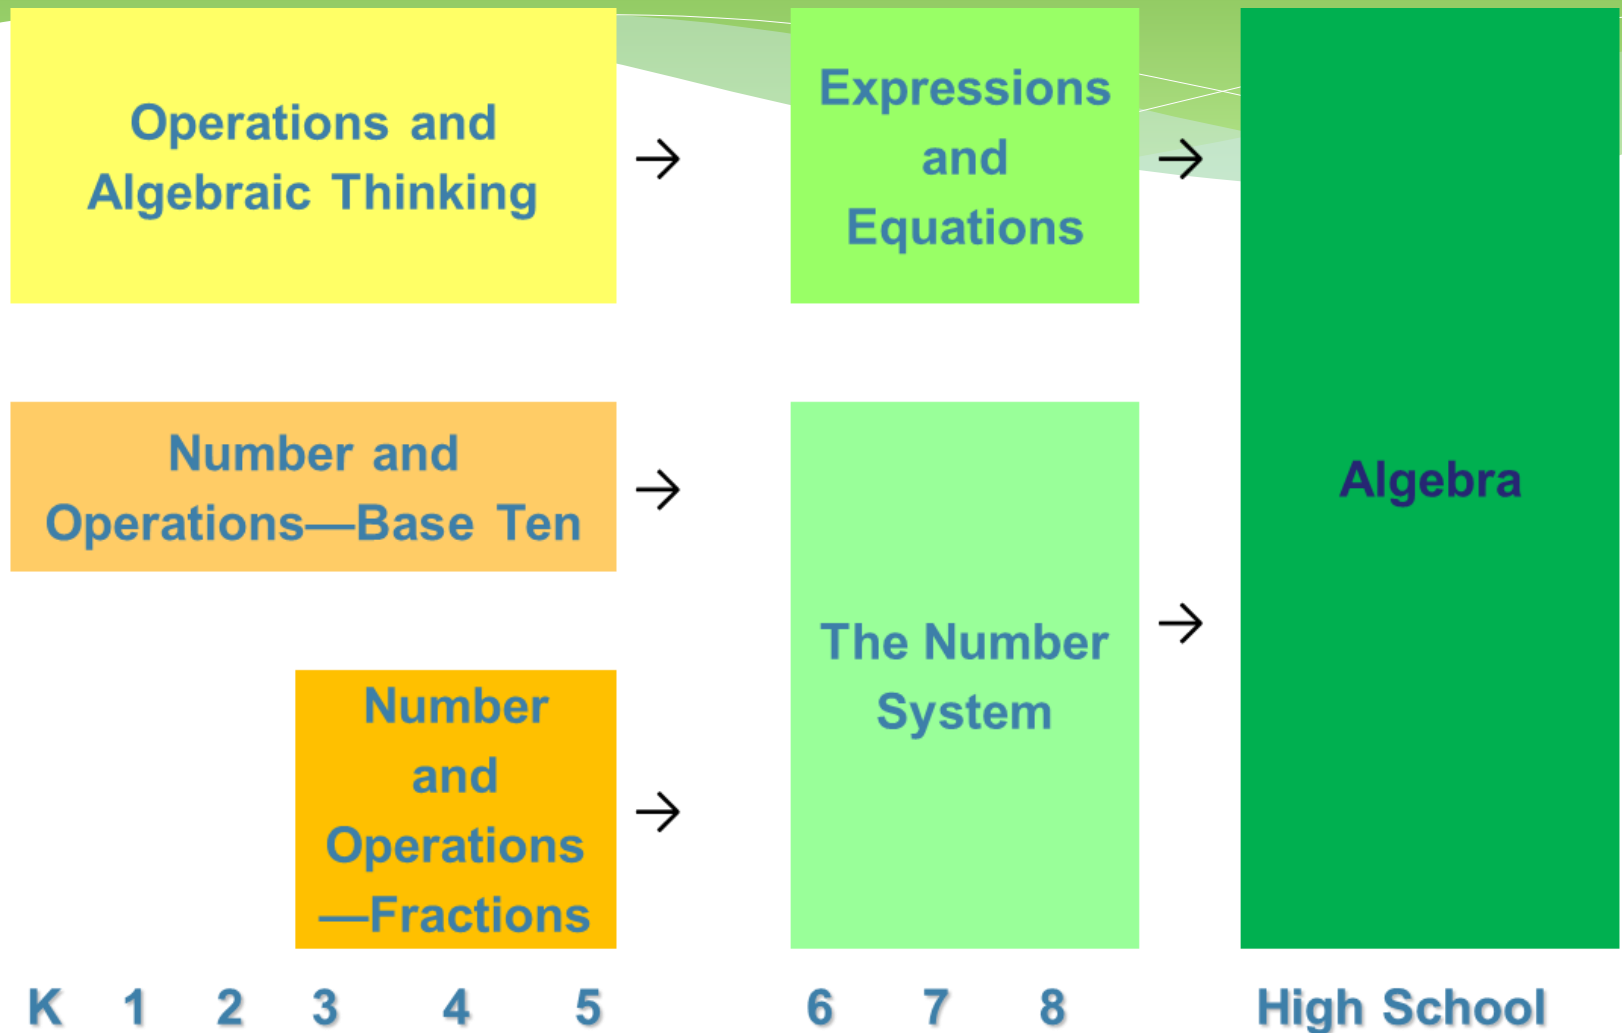 Operations and
Algebraic Thinking
→
Expressions
and
Equations
→
Number and
Operations—Base Ten
→
Number
and
Operations
—Fractions
→
The Number
System
→
Algebra
K 1 2 3 4 5 6 7 8 High School